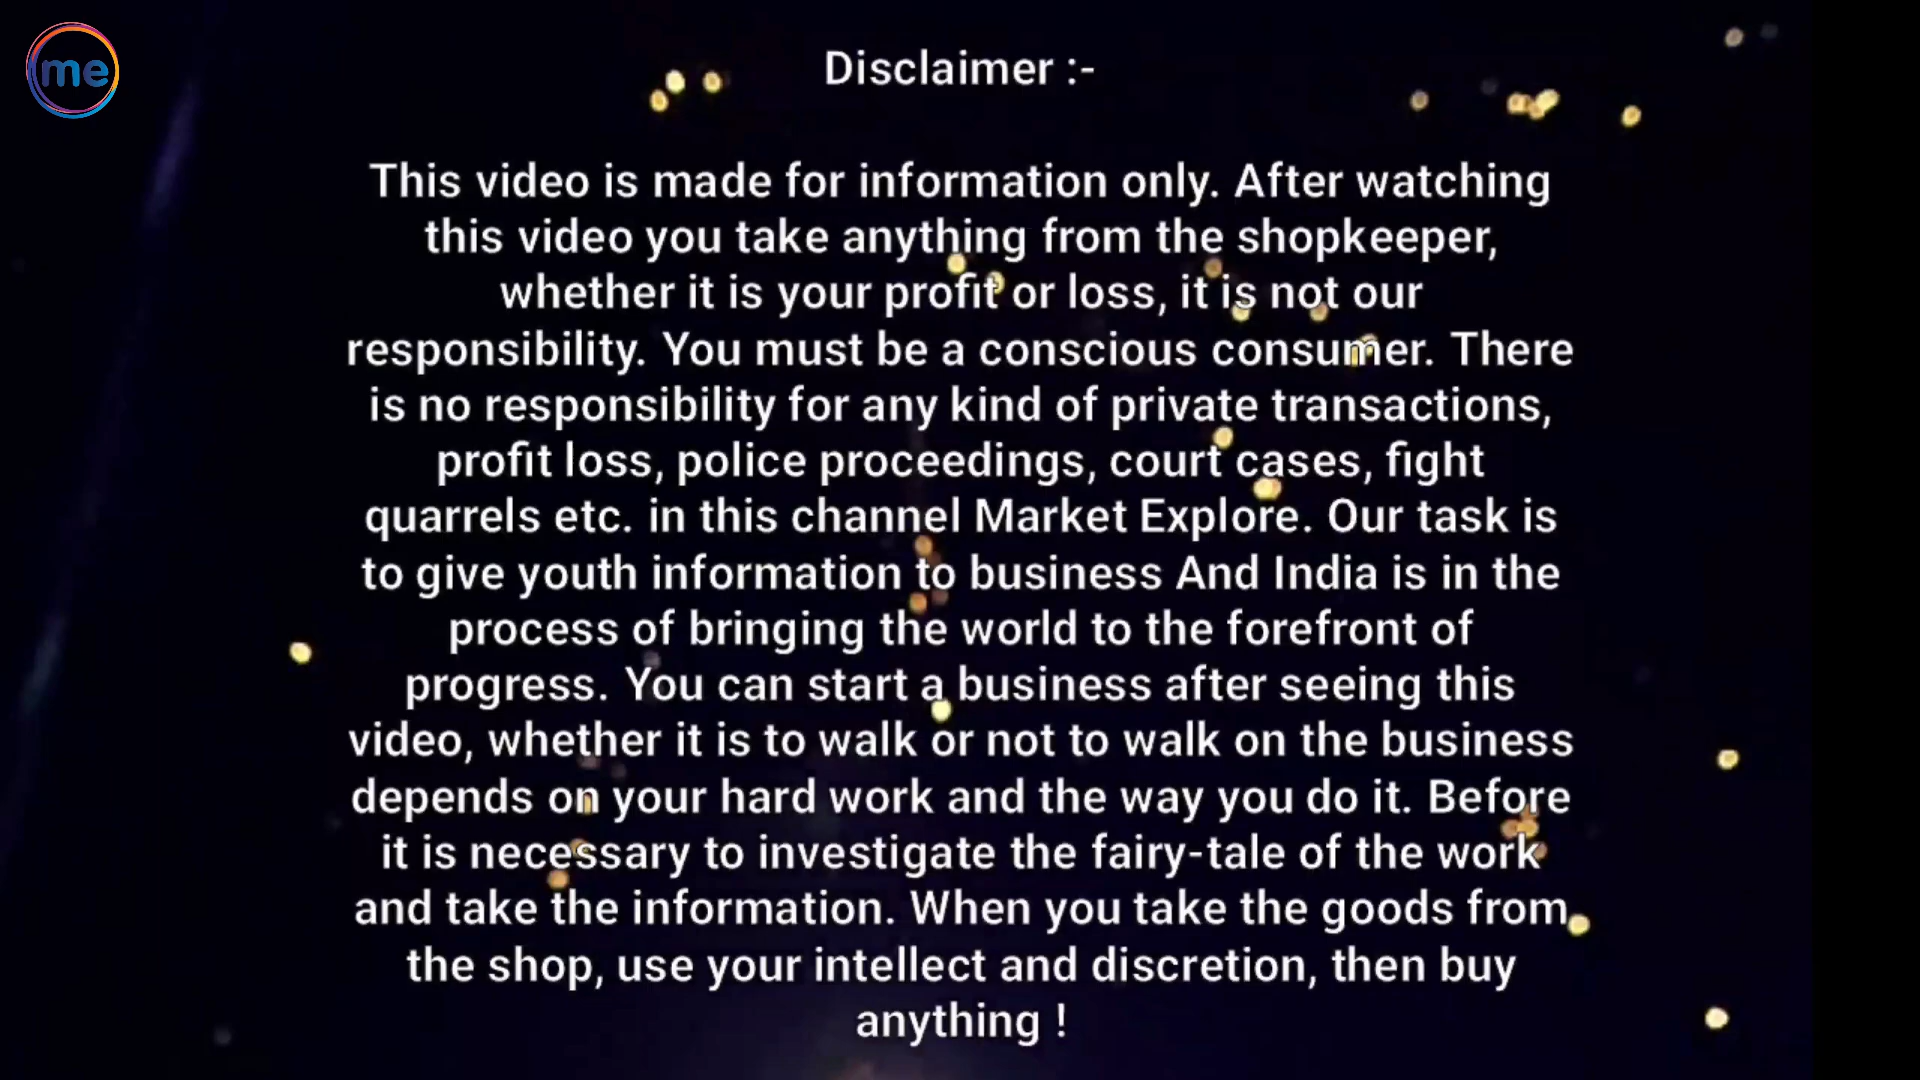 me
Disclaimer :-
This video is made for information only. After watching
this video you take anything from the shopkeeper,
whether it is your profit or loss, it is not our
responsibility. You must be a conscious consumer. There
is no responsibility for any kind of private transactions,
profit loss, police proceedings, court cases, fight
quarrels etc. in this channel Market Explore. Our task is
to give youth information to business And India is in the
process of bringing the world to the forefront of
progress. You can start a business after seeing this
video, whether it is to walk or not to walk on the business
depends on your hard work and the way you do it. Before
it is necessary to investigate the fairy-tale of the work
and take the information. When you take the goods from
the shop, use your intellect and discretion, then buy
anything !